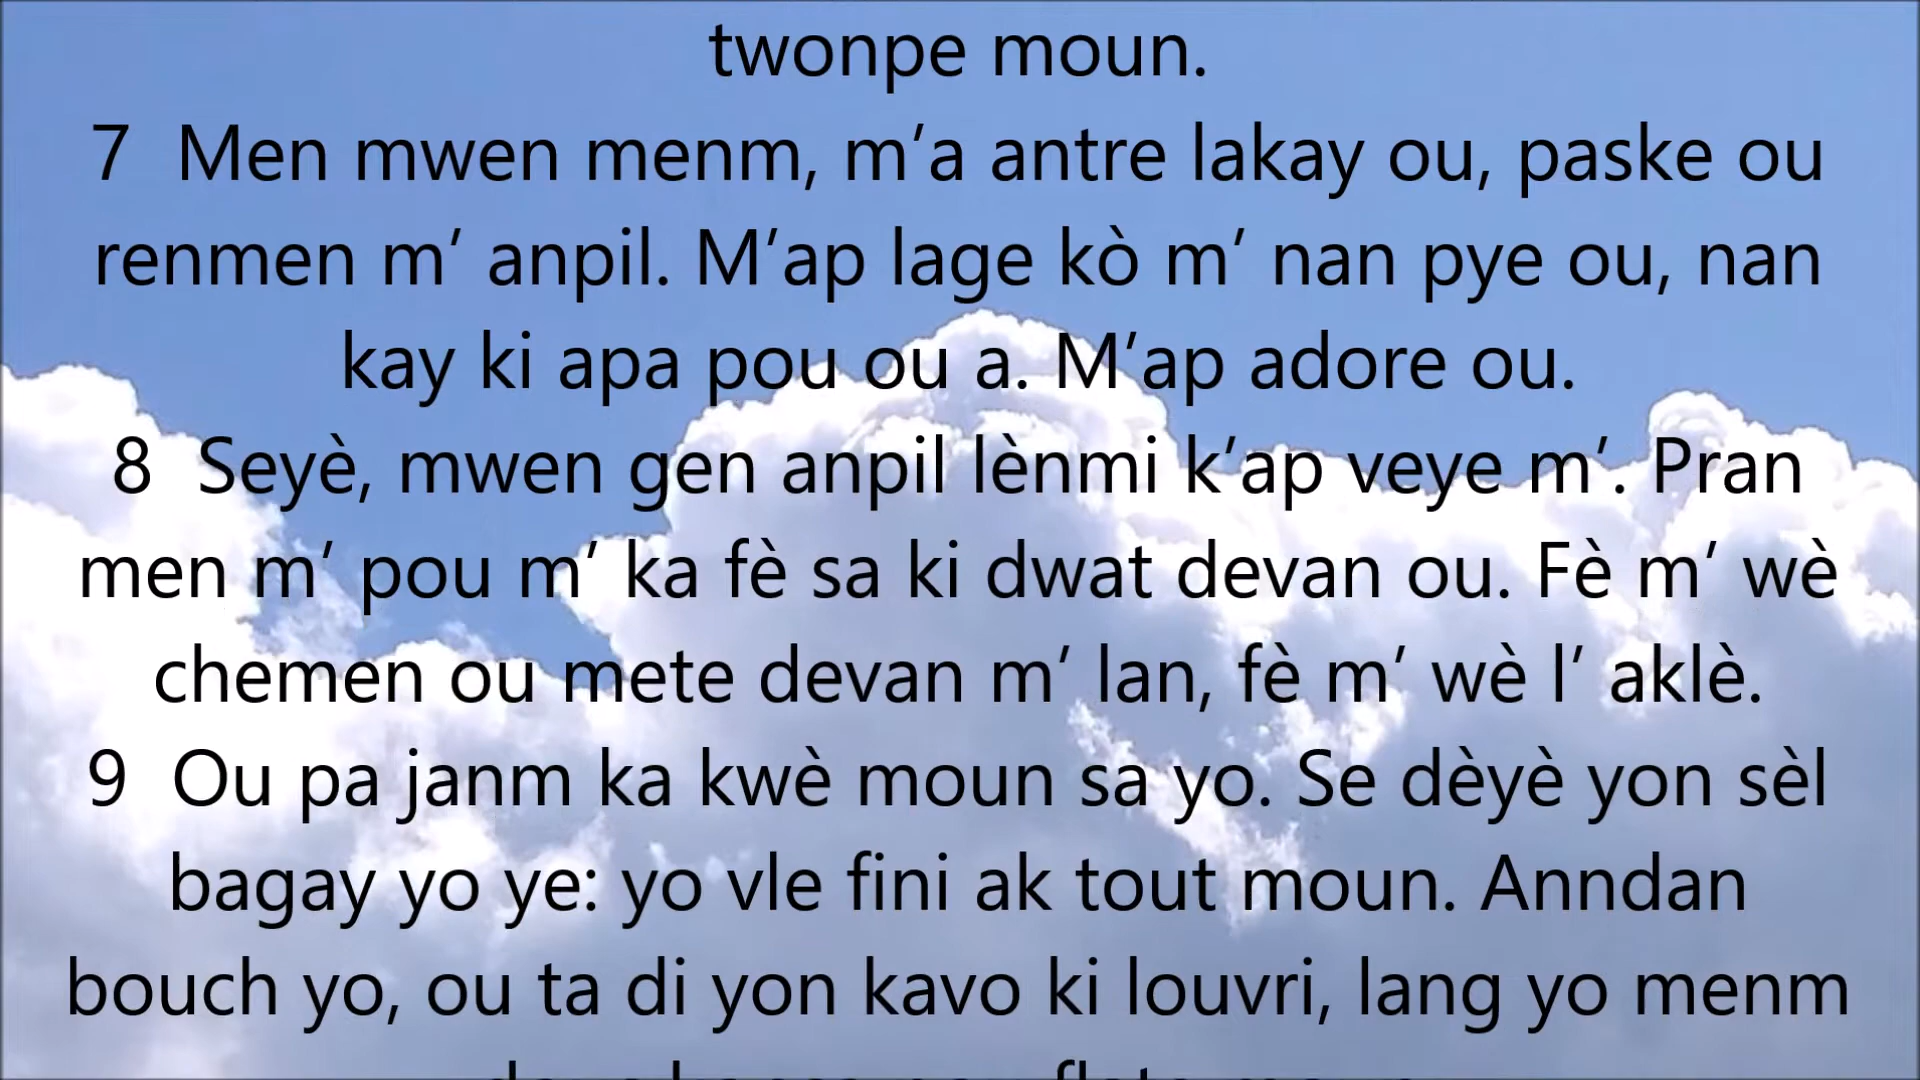 twonpe moun.
7 Men mwen menm, m’a antre lakay ou, paske ou
renmen m’ anpil. M’ap lage kò m’ nan pye ou, nan
kay ki apa pou ou a. M’ap adore ou.
8 Seyè, mwen gen anpil lènmi k’ap veye m’. Pran
men m’ pou m’ ka fè sa ki dwat devan ou. Fè m’ wè
chemen ou mete devan m’ lan, fè m’ wè l’ aklè.
9 Ou pa janm ka kwè moun sa yo. Se dèyè yon sèl
bagay yo ye: yo vle fini ak tout moun. Anndan
bouch yo, ou ta di yon kavo ki louvri, lang yo menm